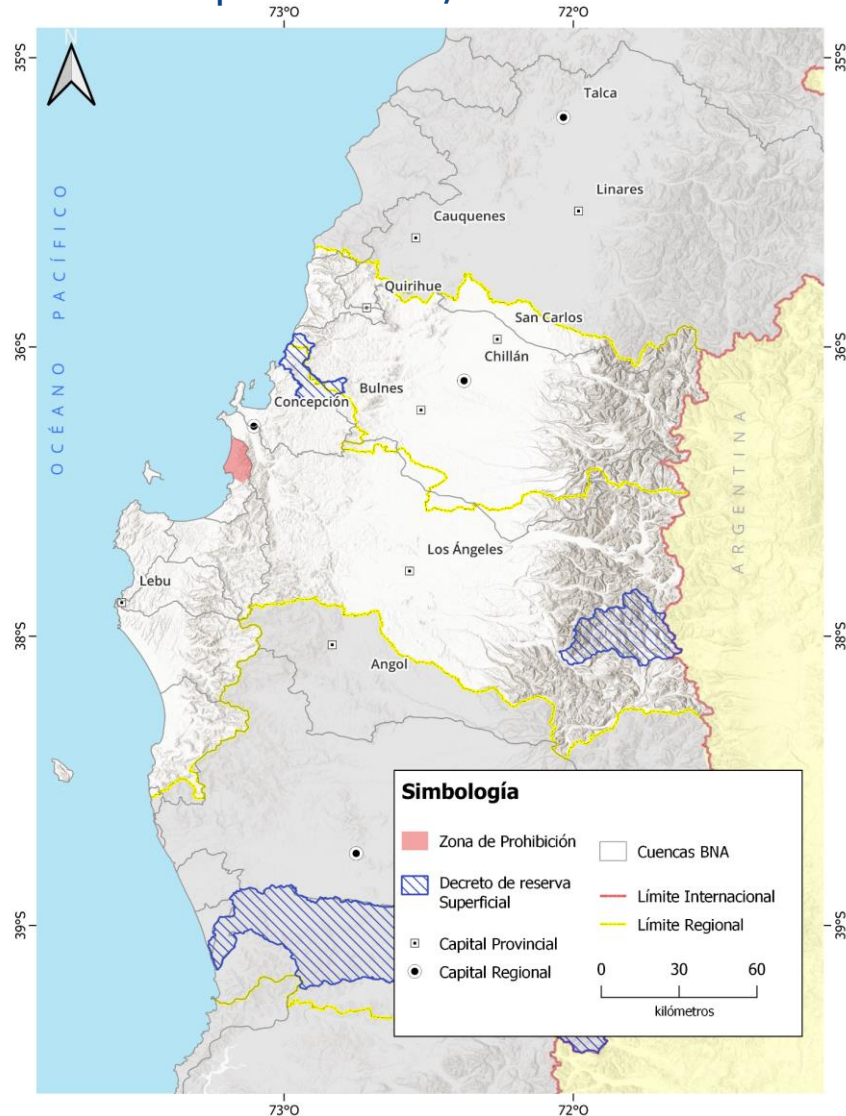 73°O
72°O
N
35°S
35°S
Talca
Linares
Cauquenes
OCÉANO PACÍFICO
Quirihue
San Carlos
36°S
36°S
Chillán
Bulnes
Concepción
ARGENTINA
Los Ángeles
Lebu
38°S
38°S
Angol
Simbología
Zona de Prohibición
Cuencas BNA
Decreto de reserva
Superficial
Límite Internacional
Límite Regional
Capital Provincial
Capital Regional
0 30 60
kilómetros
39°S
39°S
73°O
72°O